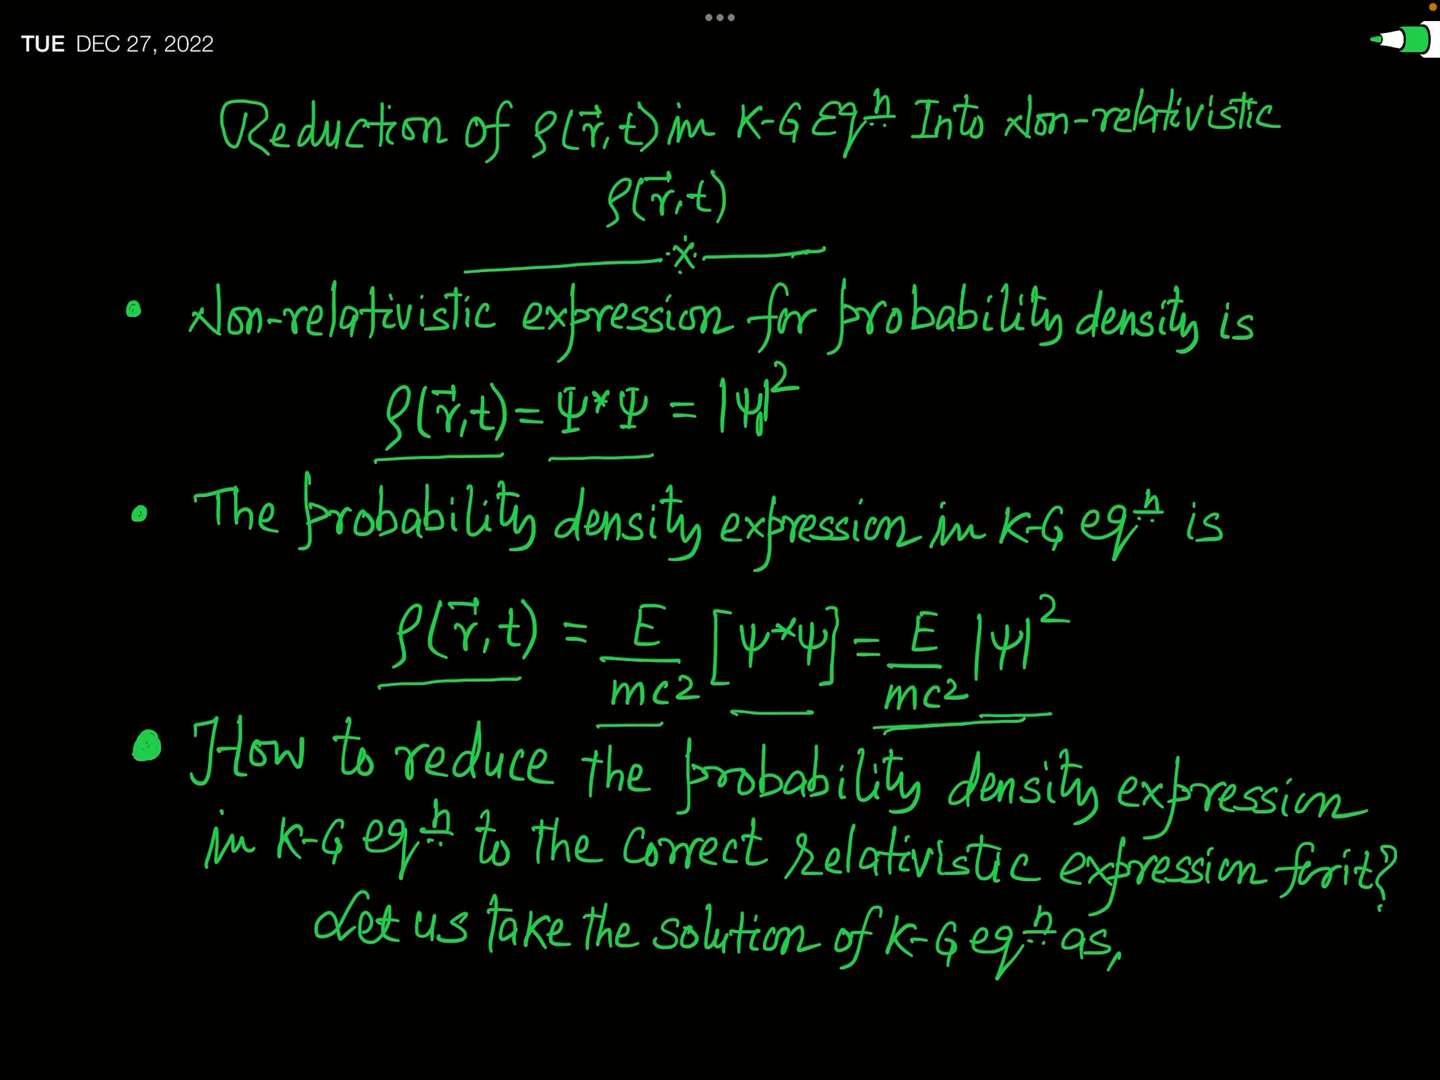 TUE DEC 27, 2022
Reduction of ρ(r⃗,t) in K-G Eqⁿ Into Non-relativistic
ρ(r⃗,t)
Non-relativistic expression for probability density is
ρ(r⃗,t) = Ψ*Ψ = |Ψ|²
The probability density expression in K-G eqⁿ is
ρ(r⃗,t) = E/mc² [Ψ*Ψ] = E/mc² |Ψ|²
How to reduce the probability density expression
in K-G eqⁿ to the correct relativistic expression for it?
Let us take the solution of K-G eqⁿ as,